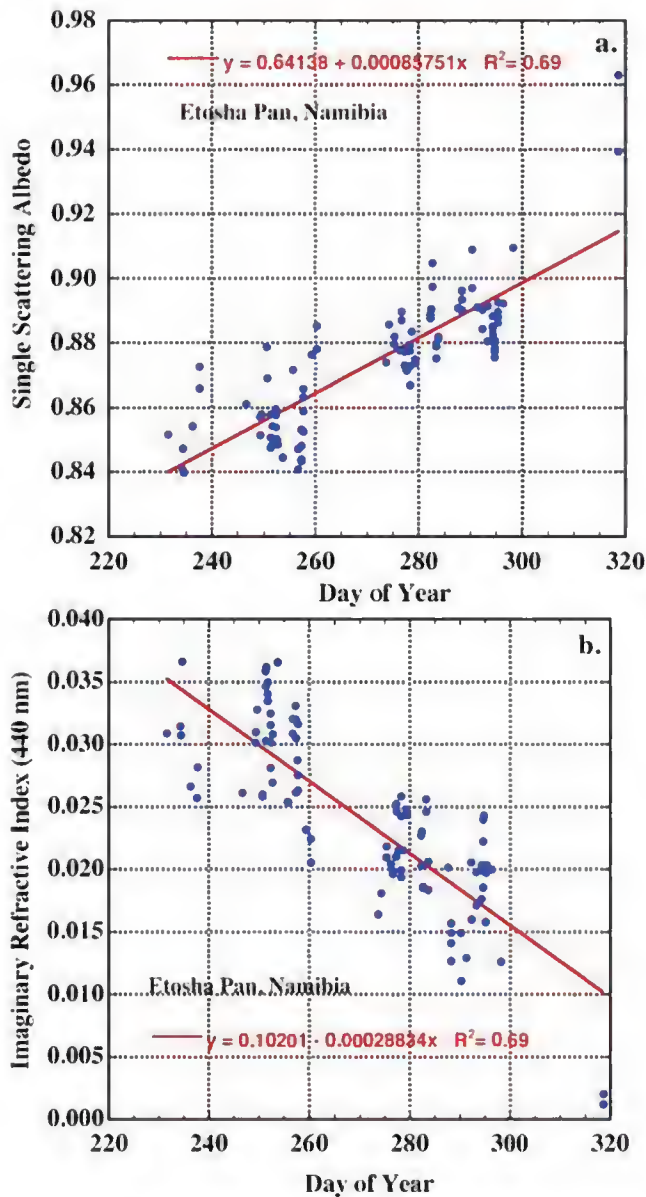 0.98
a.
y = 0.64138 + 0.00085751x R²= 0.69
0.96
Etosha Pan, Namibia
0.94
0.92
0.90
0.88
0.86
0.84
0.82
Single Scattering Albedo
220 240 260 280 300 320
Day of Year
0.040
b.
0.035
0.030
0.025
0.020
0.015
0.010
Etosha Pan, Namibia
0.005
y = 0.10201 - 0.00028834x R²= 0.69
0.000
Imaginary Refractive Index (440 nm)
220 240 260 280 300 320
Day of Year